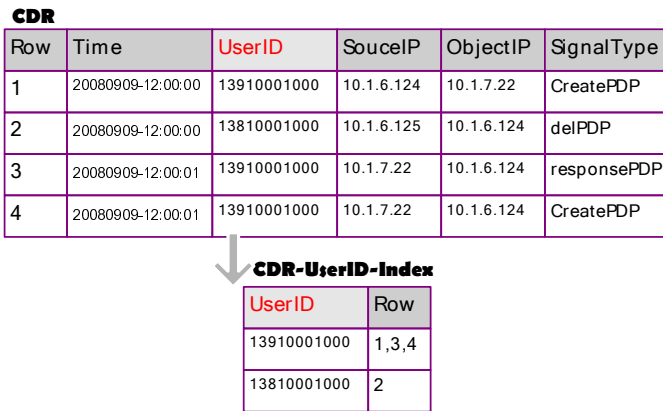 CDR
Row Time UserID SouceIP ObjectIP SignalType
1 20080909-12:00:00 13910001000 10.1.6.124 10.1.7.22 CreatePDP
2 20080909-12:00:00 13810001000 10.1.6.125 10.1.6.124 delPDP
3 20080909-12:00:01 13910001000 10.1.7.22 10.1.6.124 responsePDP
4 20080909-12:00:01 13910001000 10.1.7.22 10.1.6.124 CreatePDP
CDR-UserID-Index
UserID Row
13910001000 1,3,4
13810001000 2